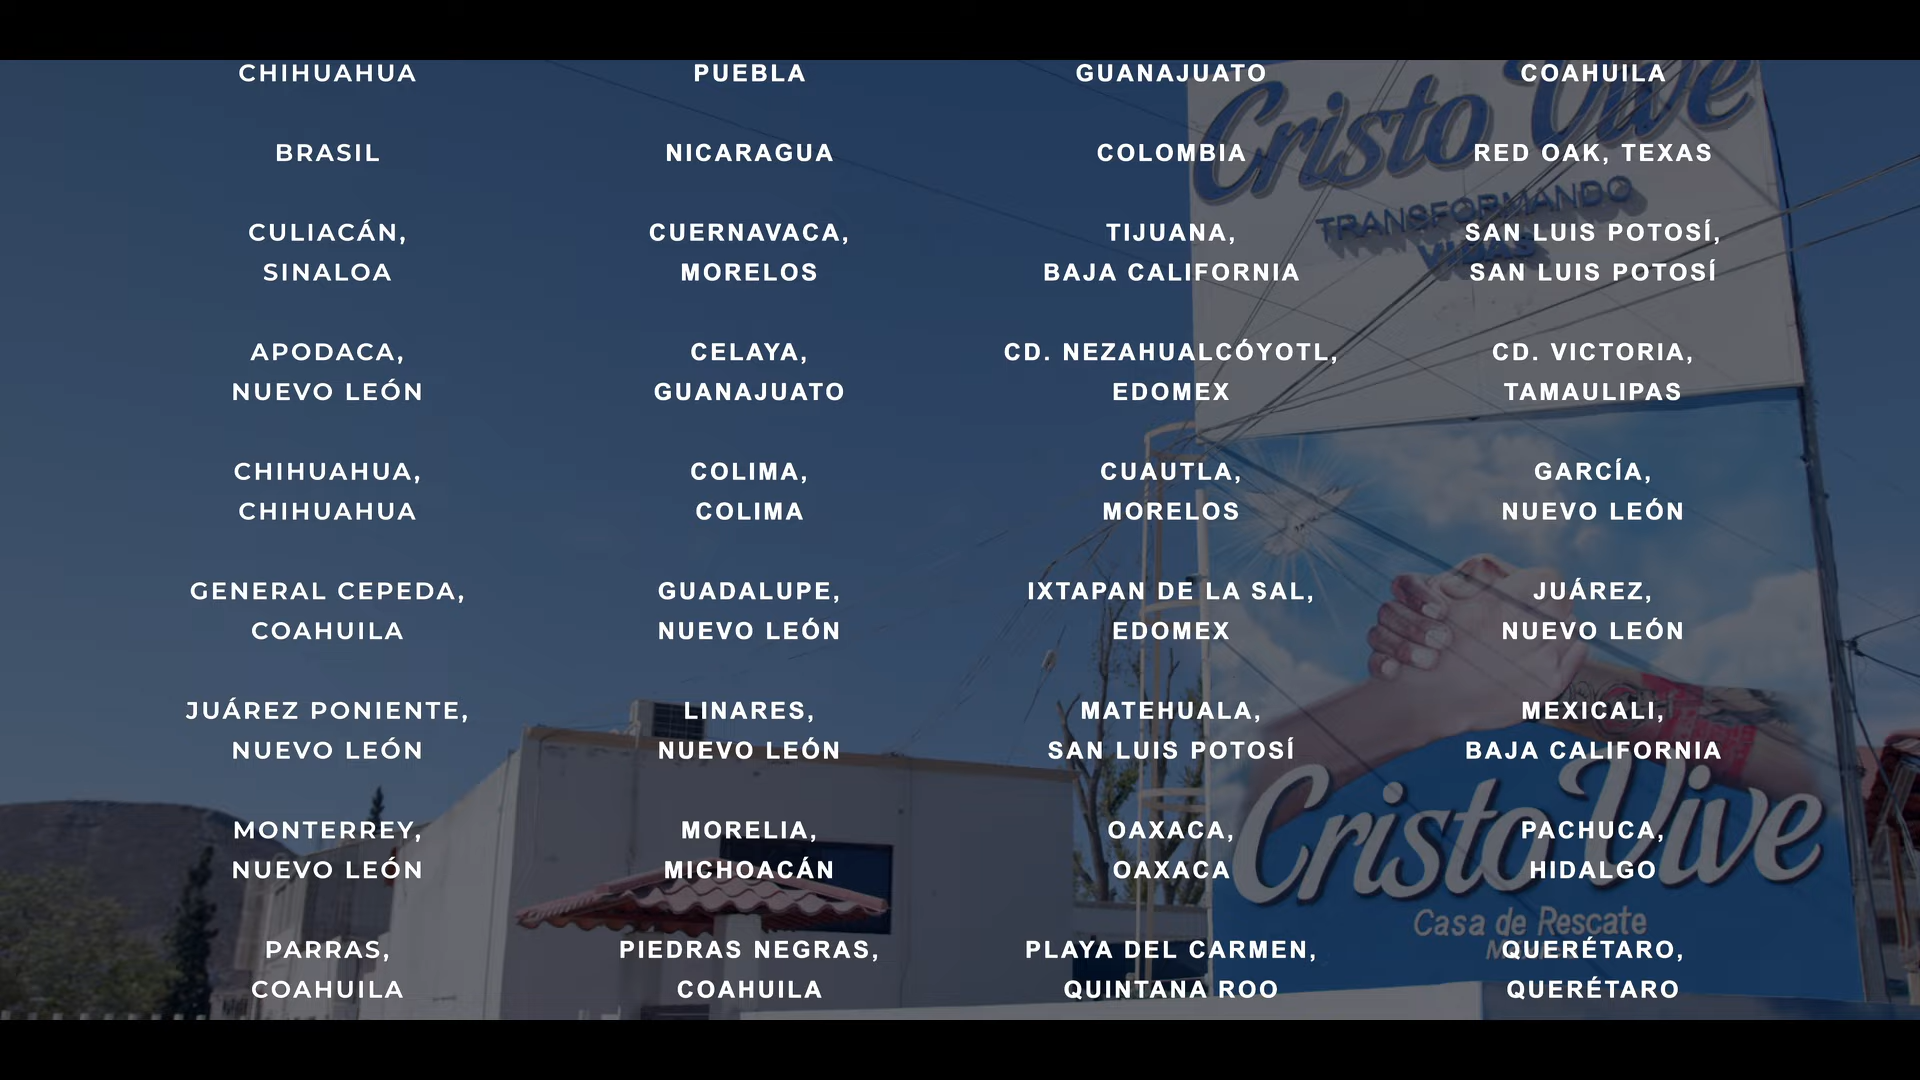 CHIHUAHUA PUEBLA GUANAJUATO COAHUILA
BRASIL NICARAGUA COLOMBIA RED OAK, TEXAS
CULIACÁN, CUERNAVACA, TIJUANA, SAN LUIS POTOSÍ,
SINALOA MORELOS BAJA CALIFORNIA SAN LUIS POTOSÍ
APODACA, CELAYA, CD. NEZAHUALCÓYOTL, CD. VICTORIA,
NUEVO LEÓN GUANAJUATO EDOMEX TAMAULIPAS
CHIHUAHUA, COLIMA, CUAUTLA, GARCÍA,
CHIHUAHUA COLIMA MORELOS NUEVO LEÓN
GENERAL CEPEDA, GUADALUPE, IXTAPAN DE LA SAL, JUÁREZ,
COAHUILA NUEVO LEÓN EDOMEX NUEVO LEÓN
JUÁREZ PONIENTE, LINARES, MATEHUALA, MEXICALI,
NUEVO LEÓN NUEVO LEÓN SAN LUIS POTOSÍ BAJA CALIFORNIA
MONTERREY, MORELIA, OAXACA, PACHUCA,
NUEVO LEÓN MICHOACÁN OAXACA HIDALGO
PARRAS, PIEDRAS NEGRAS, PLAYA DEL CARMEN, QUERÉTARO,
COAHUILA COAHUILA QUINTANA ROO QUERÉTARO
Cristo Vive
TRANSFORMANDO
VIDAS
Cristo Vive
Casa de Rescate